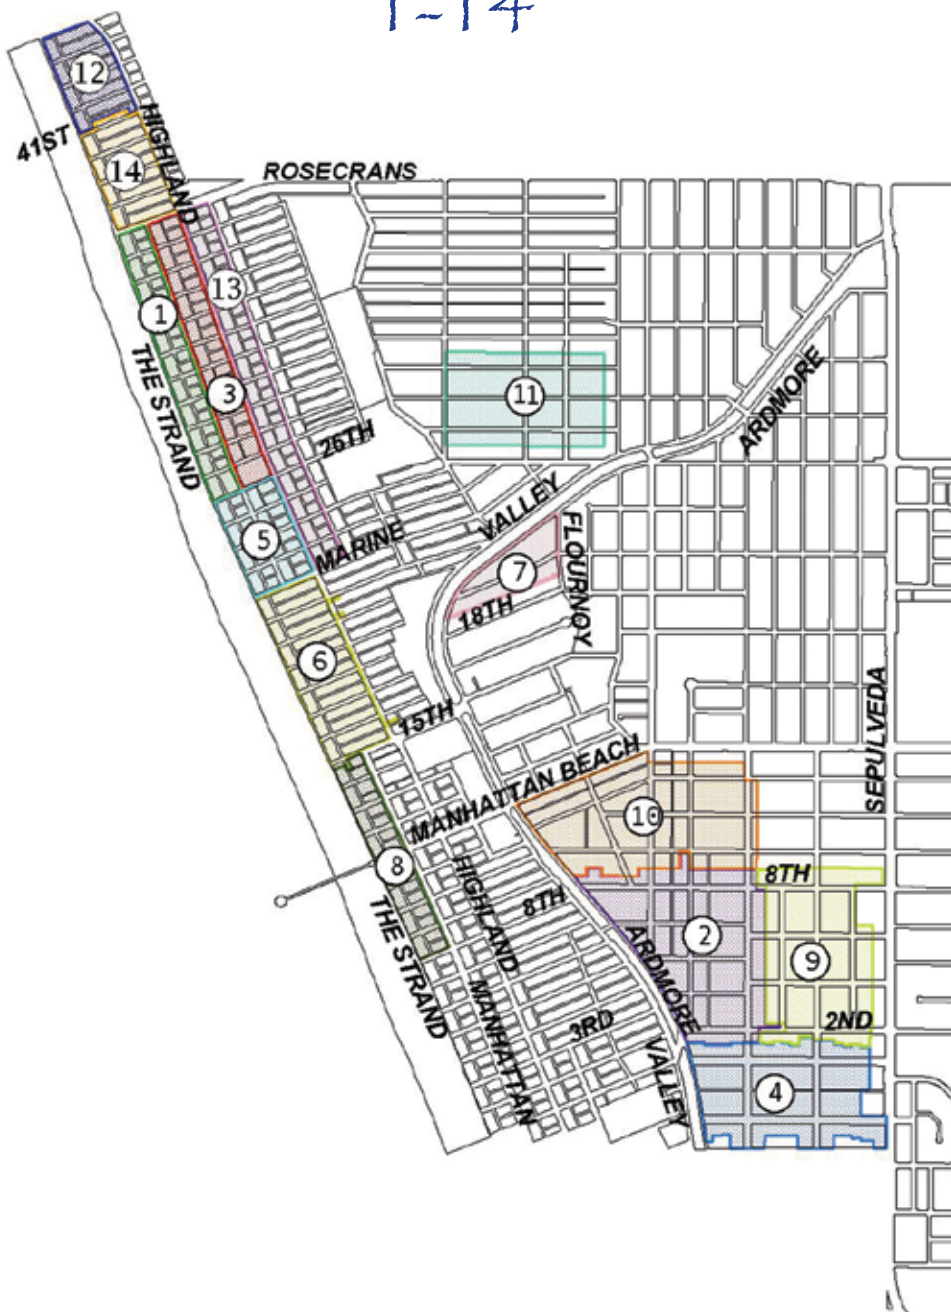 1-14
12
HIGHLAND
41ST
14
ROSECRANS
13
1
3
THE STRAND
11
ARDMORE
26TH
VALLEY
FLOURNOY
5
MARINE
7
18TH
6
15TH
SEPULVEDA
MANHATTAN BEACH
10
8
HIGHLAND
8TH
8TH
THE STRAND
ARDMORE
2
9
MANHATTAN
3RD
2ND
VALLEY
4